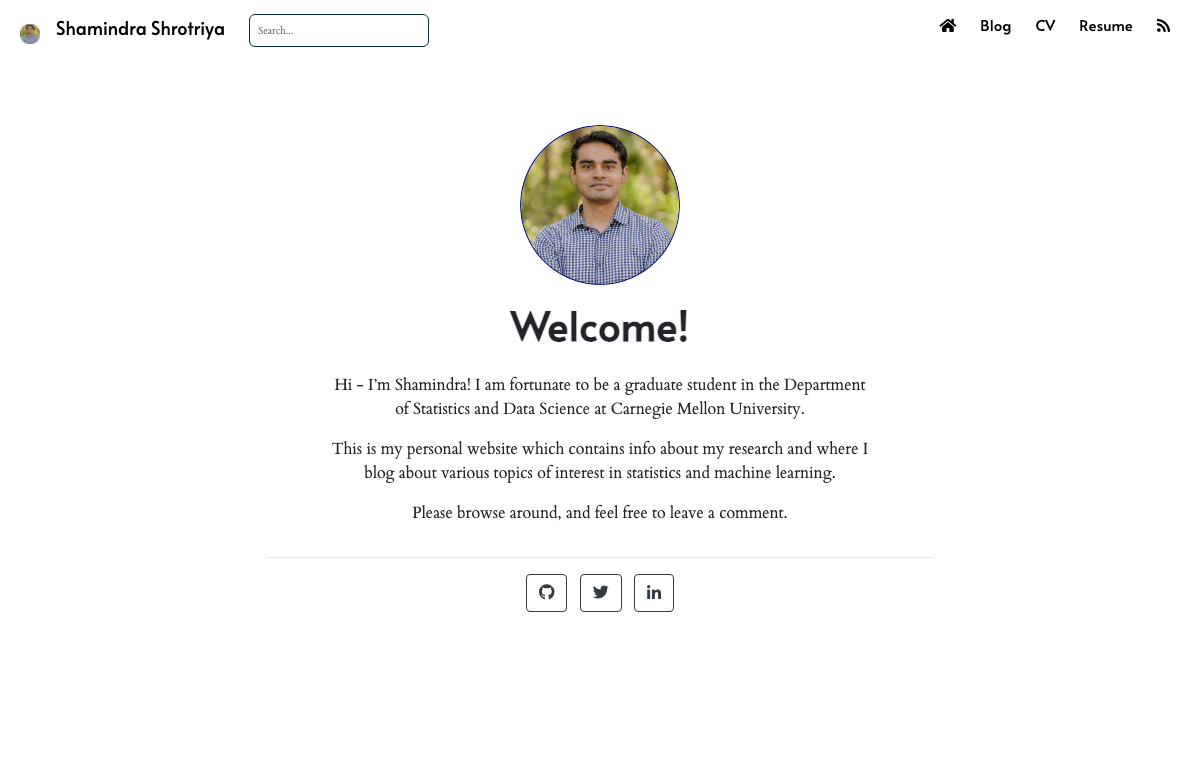 Shamindra Shrotriya
Search...
Blog
CV
Resume
Welcome!
Hi - I’m Shamindra! I am fortunate to be a graduate student in the Department
of Statistics and Data Science at Carnegie Mellon University.
This is my personal website which contains info about my research and where I
blog about various topics of interest in statistics and machine learning.
Please browse around, and feel free to leave a comment.